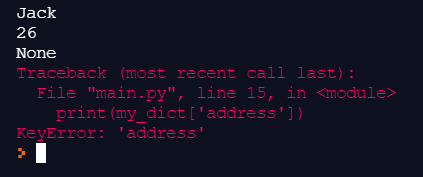 Jack
26
None
Traceback (most recent call last):
  File "main.py", line 15, in <module>
    print(my_dict['address'])
KeyError: 'address'
>